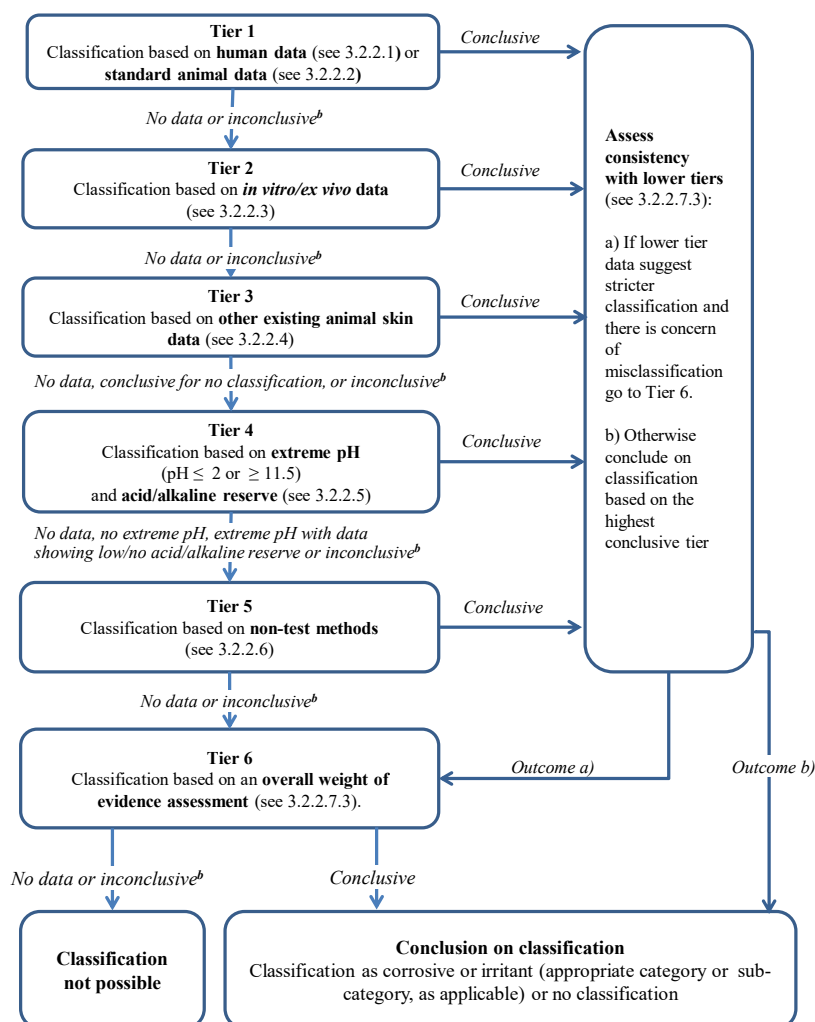 Tier 1
Classification based on human data (see 3.2.2.1) or
standard animal data (see 3.2.2.2)
Conclusive
No data or inconclusiveb
Tier 2
Classification based on in vitro/ex vivo data
(see 3.2.2.3)
Conclusive
No data or inconclusiveb
Tier 3
Classification based on other existing animal skin
data (see 3.2.2.4)
Conclusive
No data, conclusive for no classification, or inconclusiveb
Tier 4
Classification based on extreme pH
(pH ≤ 2 or ≥ 11.5)
and acid/alkaline reserve (see 3.2.2.5)
Conclusive
No data, no extreme pH, extreme pH with data
showing low/no acid/alkaline reserve or inconclusiveb
Tier 5
Classification based on non-test methods
(see 3.2.2.6)
Conclusive
No data or inconclusiveb
Assess
consistency
with lower tiers
(see 3.2.2.7.3):
a) If lower tier
data suggest
stricter
classification and
there is concern
of
misclassification
go to Tier 6.
b) Otherwise
conclude on
classification
based on the
highest
conclusive tier
Tier 6
Classification based on an overall weight of
evidence assessment (see 3.2.2.7.3).
Outcome a)
Outcome b)
No data or inconclusiveb
Conclusive
Classification
not possible
Conclusion on classification
Classification as corrosive or irritant (appropriate category or sub-
category, as applicable) or no classification